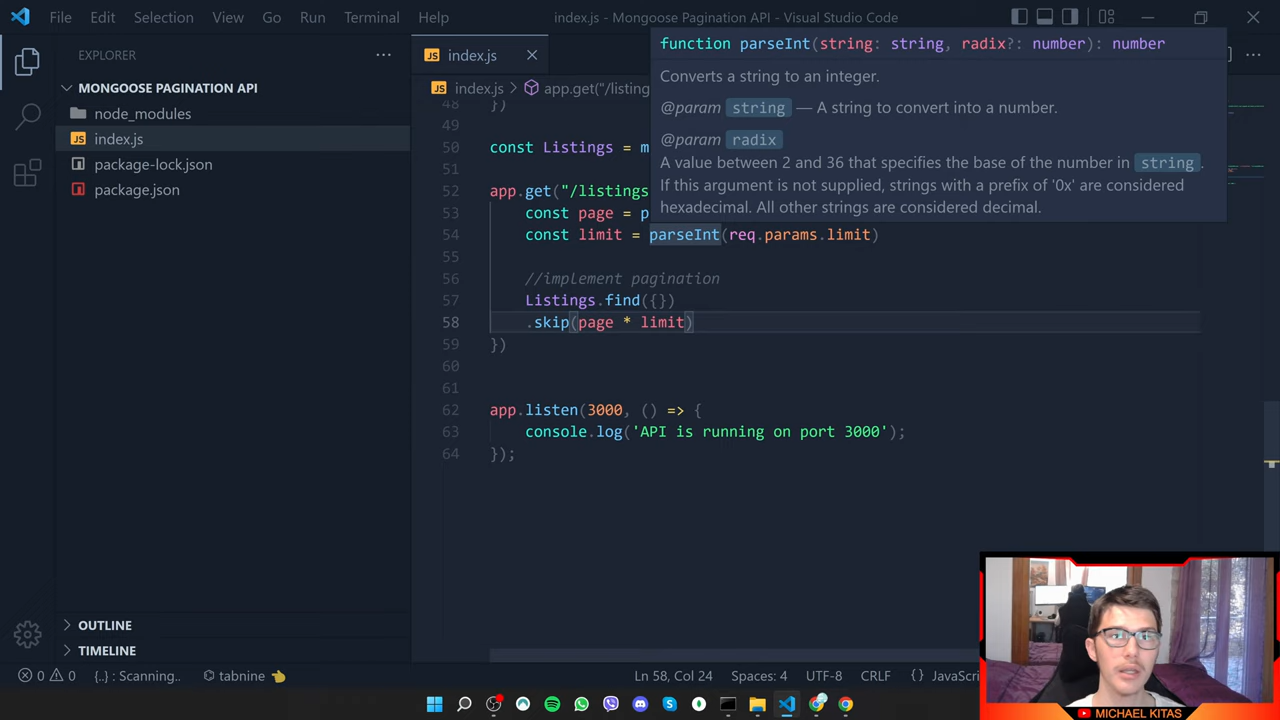 File Edit Selection View Go Run Terminal Help index.js - Mongoose Pagination API - Visual Studio Code
EXPLORER
MONGOOSE PAGINATION API
node_modules
JS index.js
package-lock.json
package.json
OUTLINE
TIMELINE
JS index.js
JS index.js > app.get("/listing
function parseInt(string: string, radix?: number): number
Converts a string to an integer.
@param string — A string to convert into a number.
@param radix
A value between 2 and 36 that specifies the base of the number in string.
If this argument is not supplied, strings with a prefix of '0x' are considered
hexadecimal. All other strings are considered decimal.
48 })
49
50 const Listings = m
51
52 app.get("/listings
53 const page = p
54 const limit = parseInt(req.params.limit)
55
56 //implement pagination
57 Listings.find({})
58 .skip(page * limit)
59 })
60
61
62 app.listen(3000, () => {
63 console.log('API is running on port 3000');
64 });
0 0 {..} : Scanning.. tabnine Ln 58, Col 24 Spaces: 4 UTF-8 CRLF { } JavaSc
MICHAEL KITAS